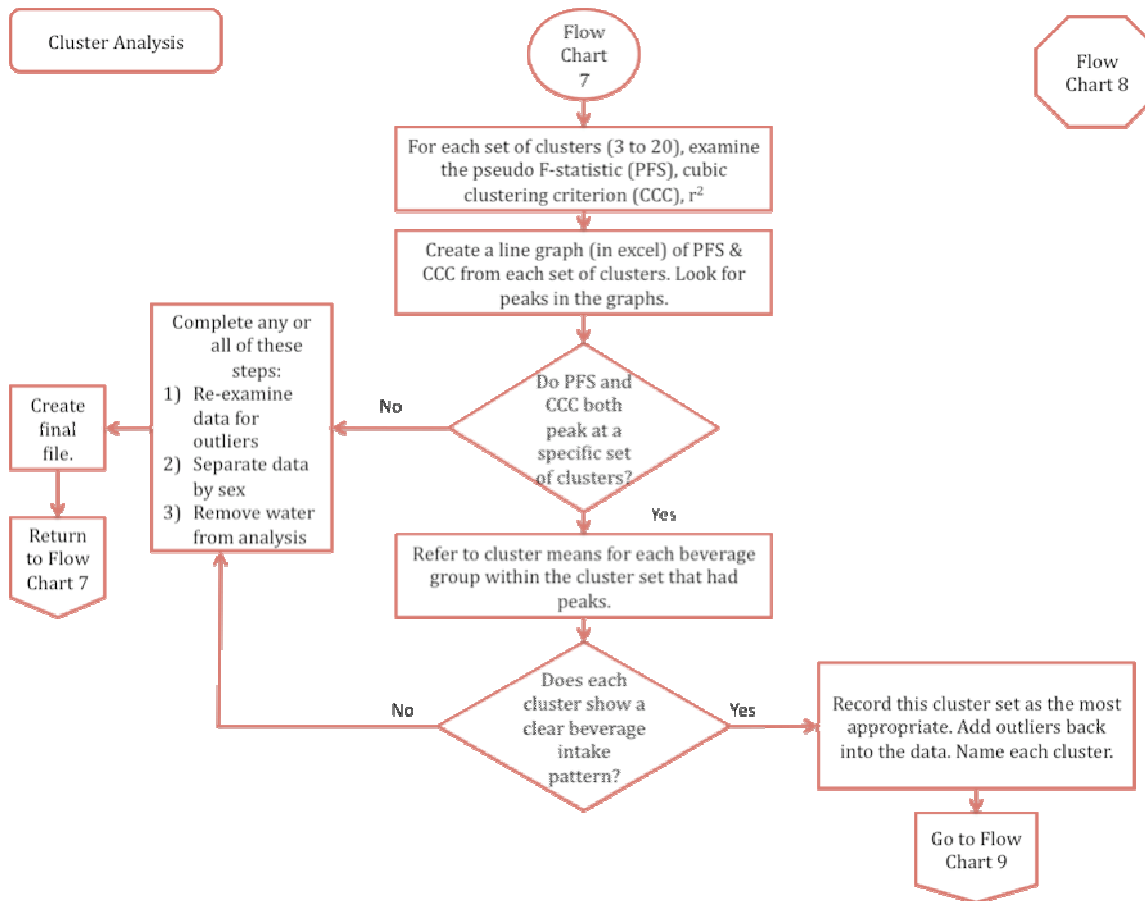 Cluster Analysis
Flow
Chart
7
Flow
Chart 8
For each set of clusters (3 to 20), examine
the pseudo F-statistic (PFS), cubic
clustering criterion (CCC), r²
Create a line graph (in excel) of PFS &
CCC from each set of clusters. Look for
peaks in the graphs.
Do PFS and
CCC both
peak at a
specific set
of clusters?
No
Complete any or
all of these
steps:
1) Re-examine
data for
outliers
2) Separate data
by sex
3) Remove water
from analysis
Create
final
file.
Return
to Flow
Chart 7
Yes
Refer to cluster means for each beverage
group within the cluster set that had
peaks.
Does each
cluster show a
clear beverage
intake
pattern?
No
Yes
Record this cluster set as the most
appropriate. Add outliers back
into the data. Name each cluster.
Go to Flow
Chart 9